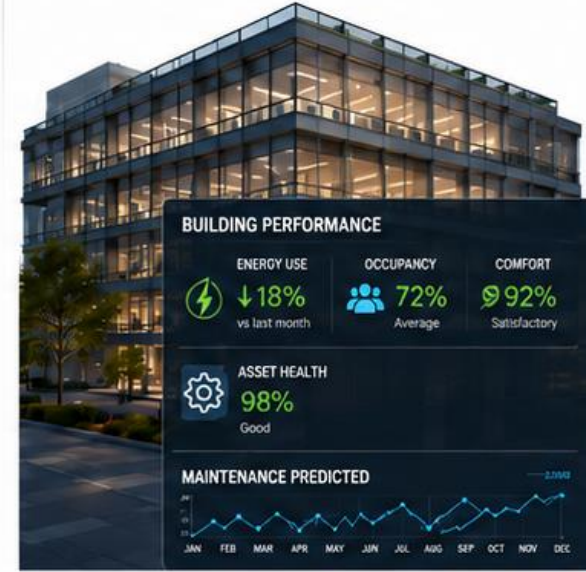 BUILDING PERFORMANCE
ENERGY USE
↓18%
vs last month
OCCUPANCY
72%
Average
COMFORT
92%
Satisfactory
ASSET HEALTH
98%
Good
MAINTENANCE PREDICTED
JAN FEB MAR APR MAY JUN JUL AUG SEP OCT NOV DEC